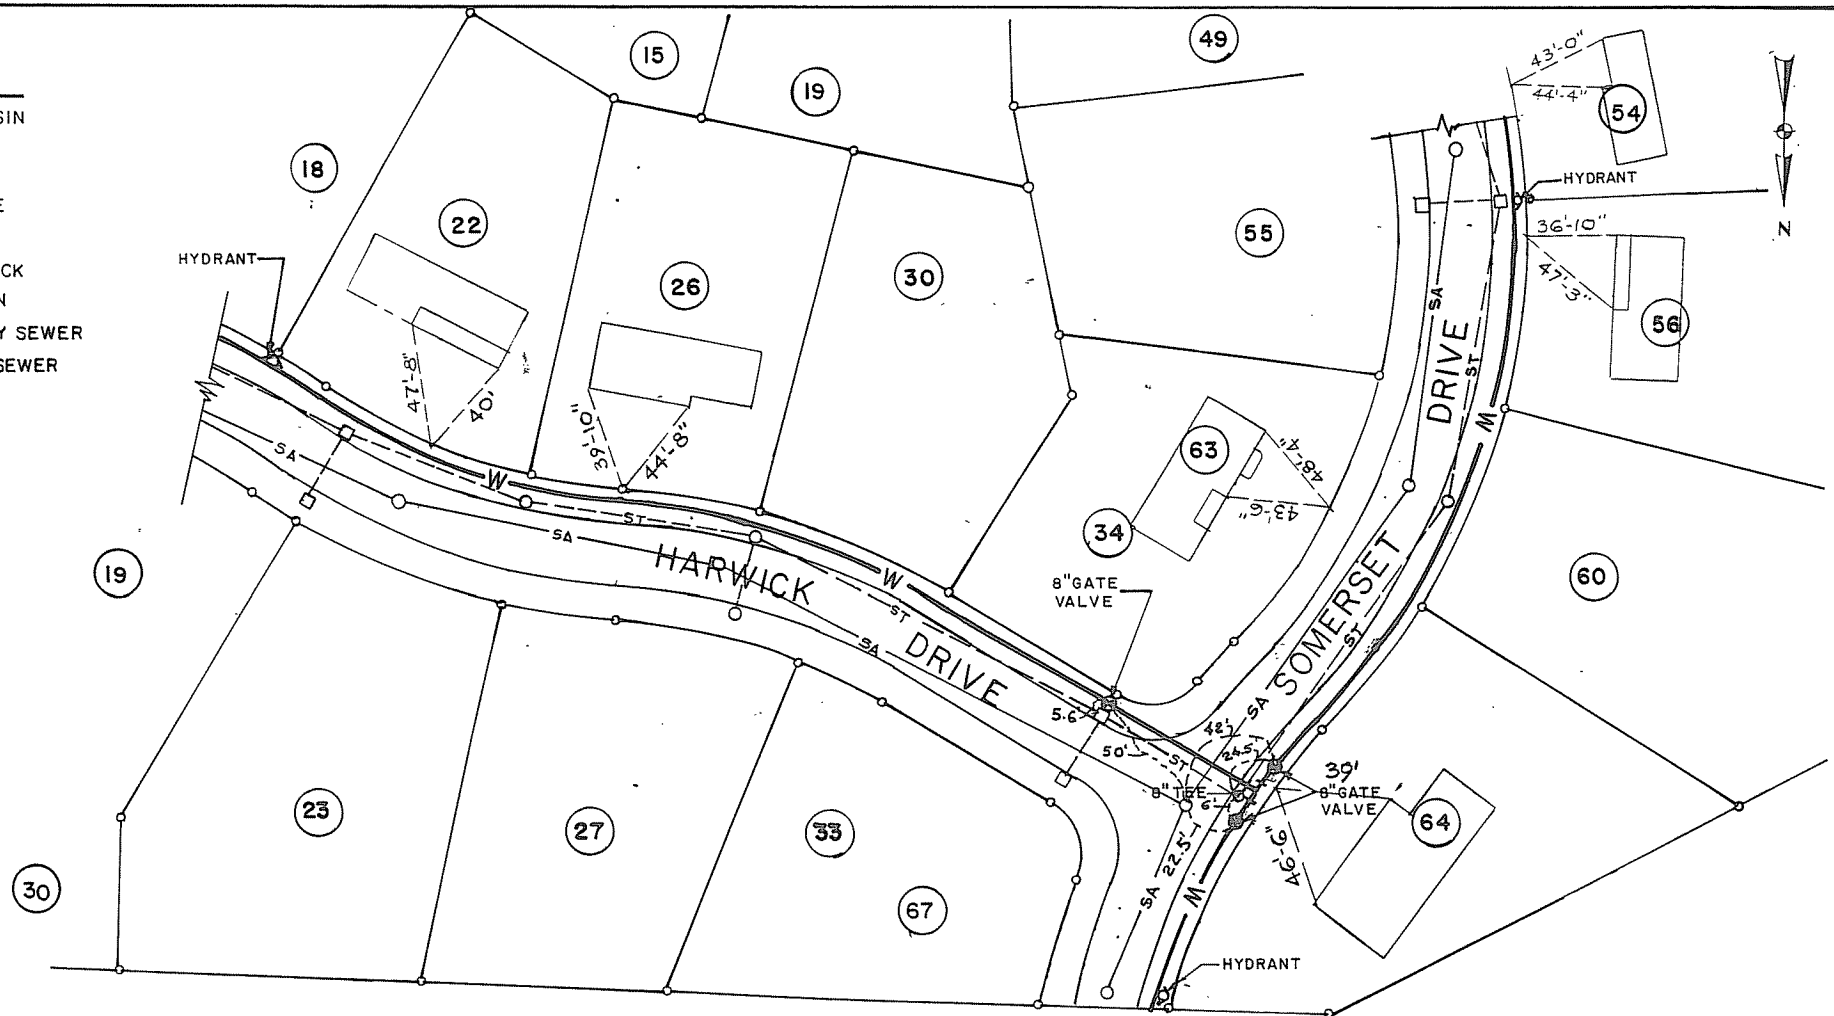 15
19
49
43'-0"
44'-4"
54
SIN
18
HYDRANT
N
E
22
36'-10"
47'-3"
HYDRANT
CK
N
Y SEWER
SEWER
26
30
55
56
SA
DRIVE
ST
W
47'-8"
40'
39'-10"
44'-8"
63
48'-4"
43'-6"
SA
W
ST
SA
HARWICK
W
ST
34
8" GATE
VALVE
19
60
SA
DRIVE
SOMERSET
ST
SA
5.6'
50'
42'
24.5'
ST
8" TEE
6'
39'
8" GATE
VALVE
64
23
27
33
22.5'
46'-6"
30
67
SA
W
HYDRANT